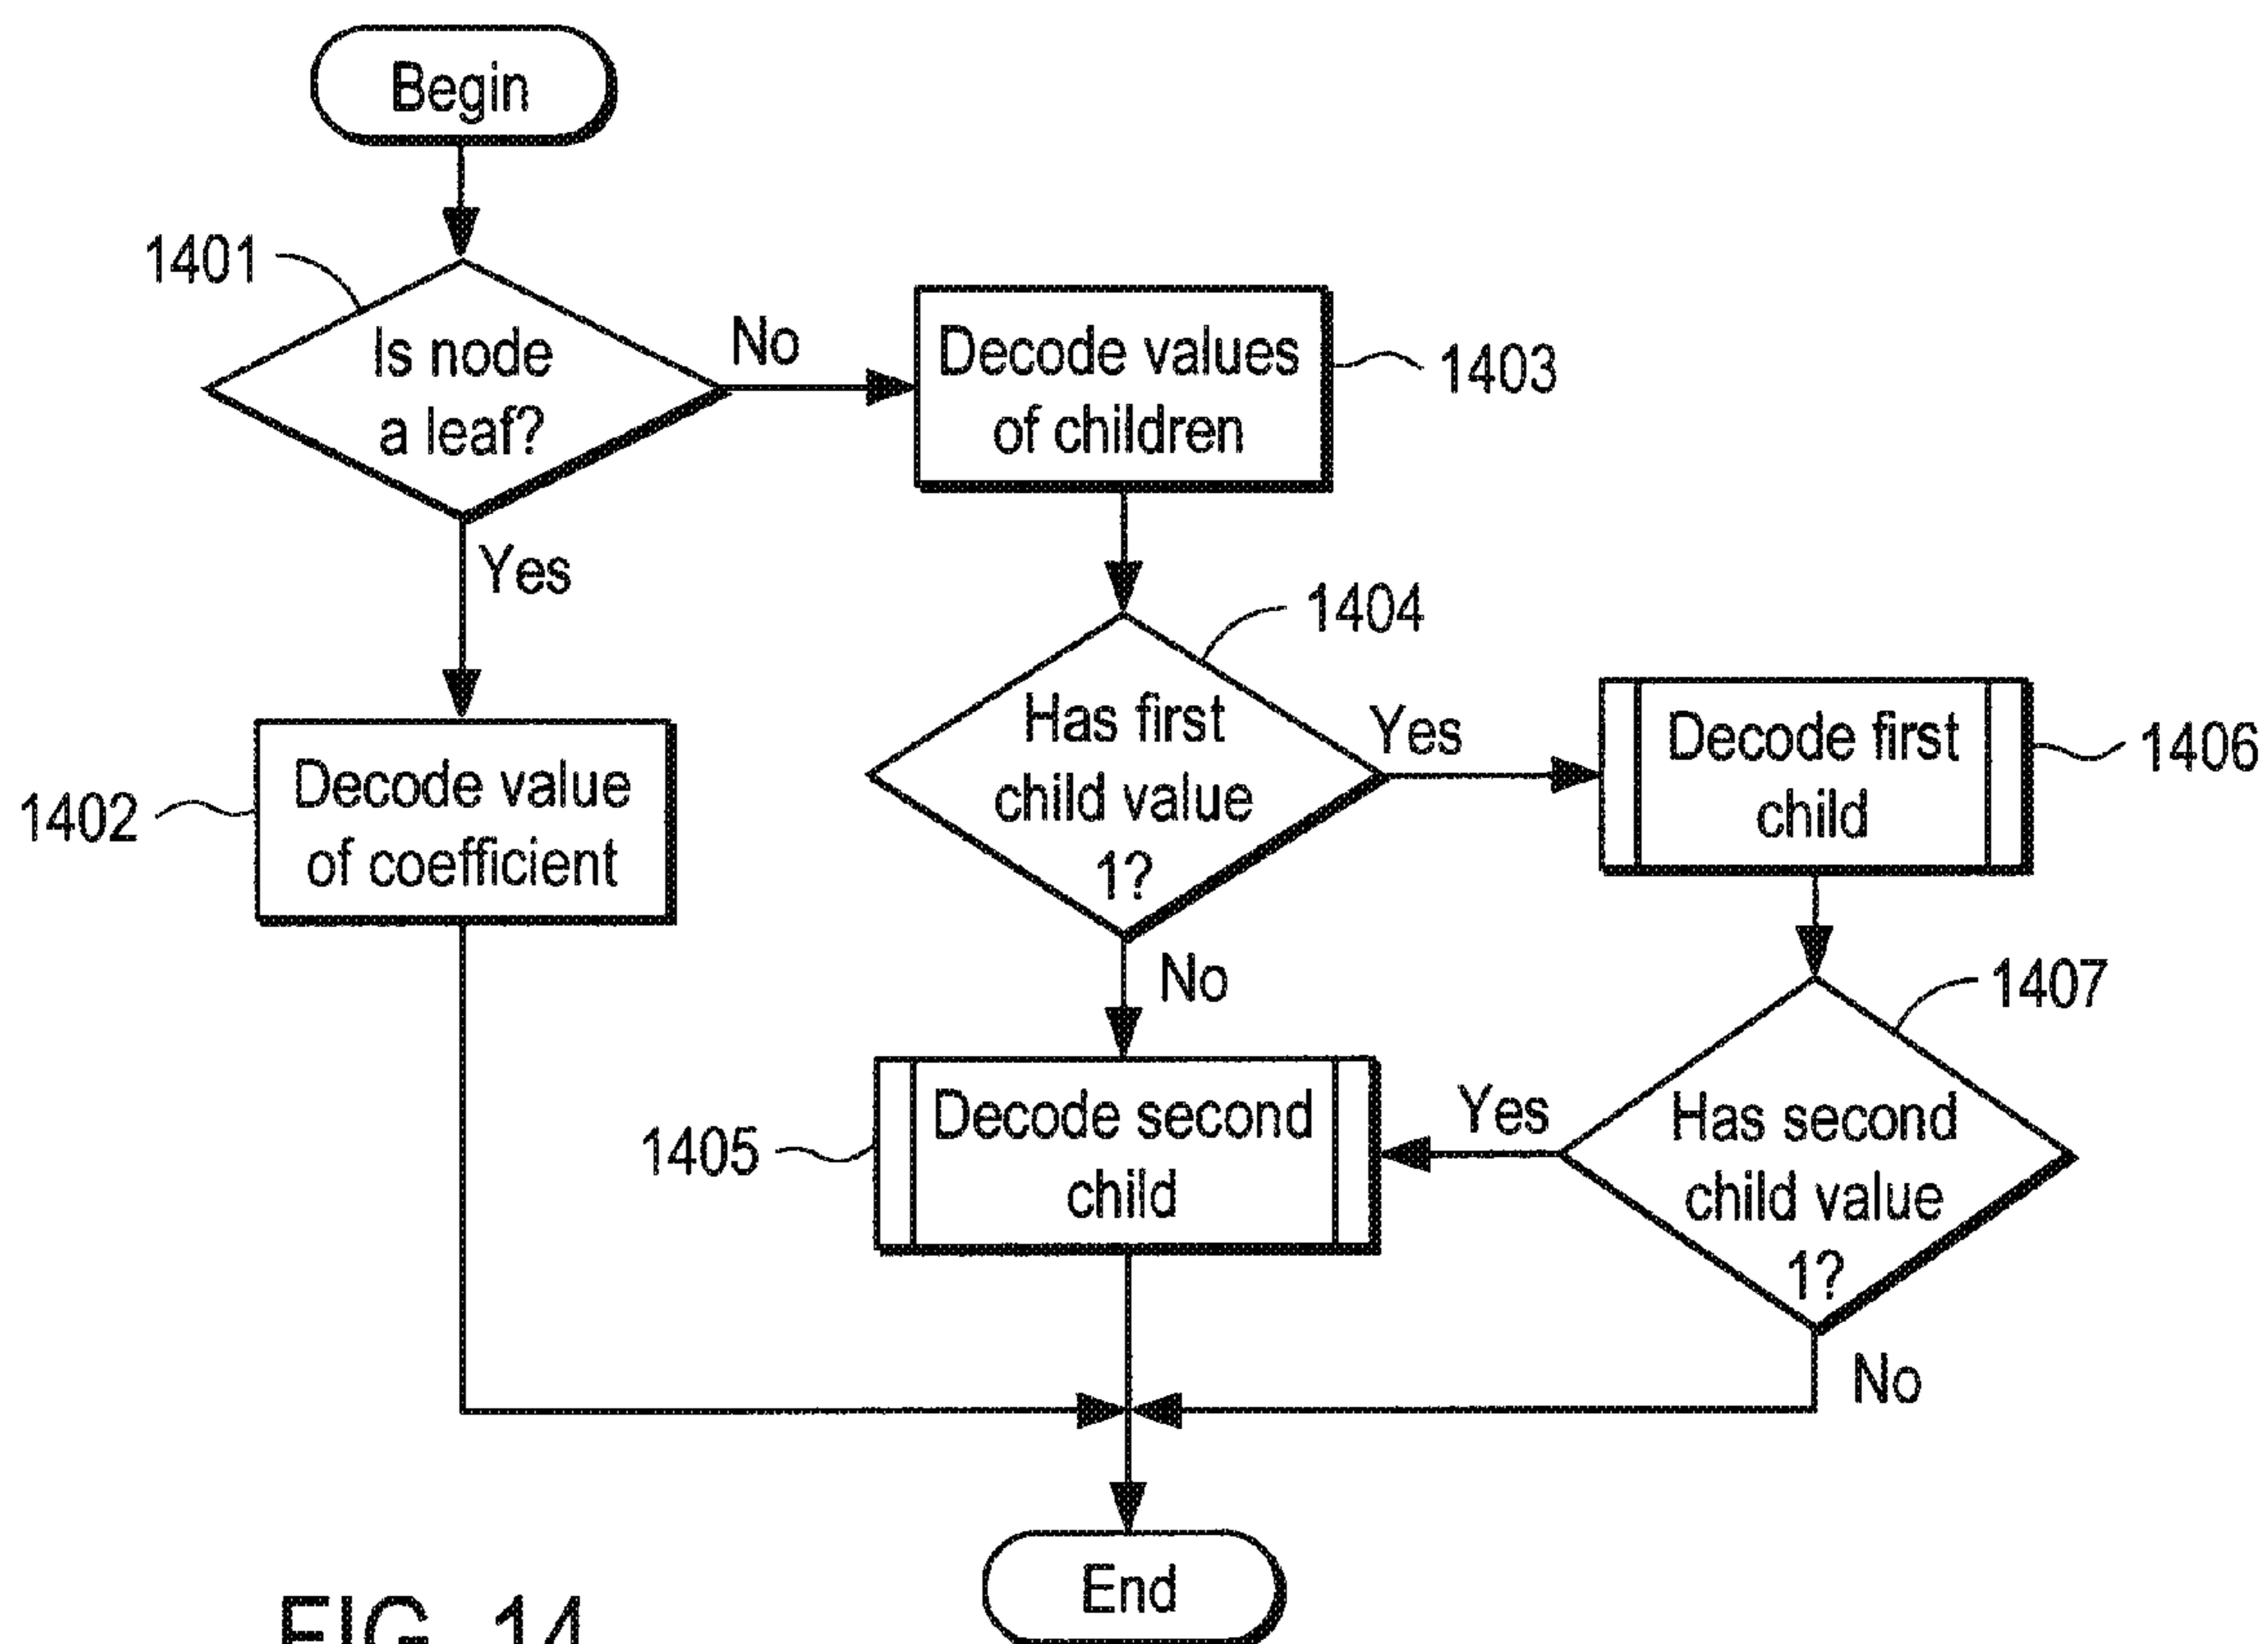 Begin
1401
Is node
a leaf?
No
Decode values
of children
1403
Yes
1404
Has first
child value
1?
Yes
Decode first
child
1406
1402
Decode value
of coefficient
No
1407
1405
Decode second
child
Yes
Has second
child value
1?
No
End
FIG. 14